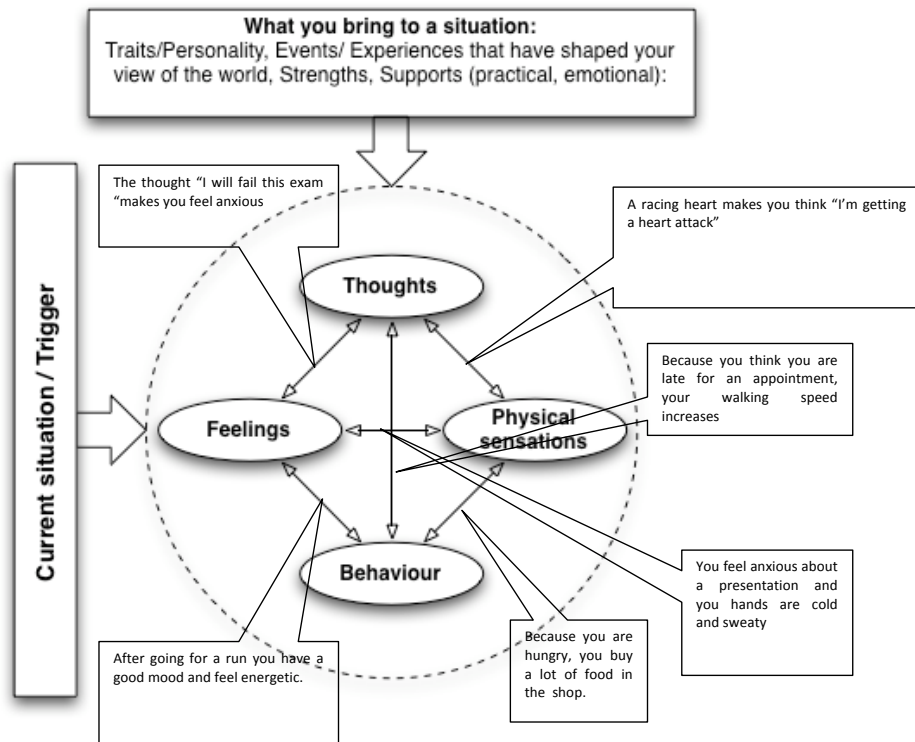 What you bring to a situation:
Traits/Personality, Events/ Experiences that have shaped your
view of the world, Strengths, Supports (practical, emotional):
Current situation / Trigger
The thought “I will fail this exam
“makes you feel anxious
A racing heart makes you think “I’m getting
a heart attack”
Thoughts
Because you think you are
late for an appointment,
your walking speed
increases
Feelings
Physical
sensations
Behaviour
You feel anxious about
a presentation and
you hands are cold
and sweaty
After going for a run you have a
good mood and feel energetic.
Because you are
hungry, you buy
a lot of food in
the shop.